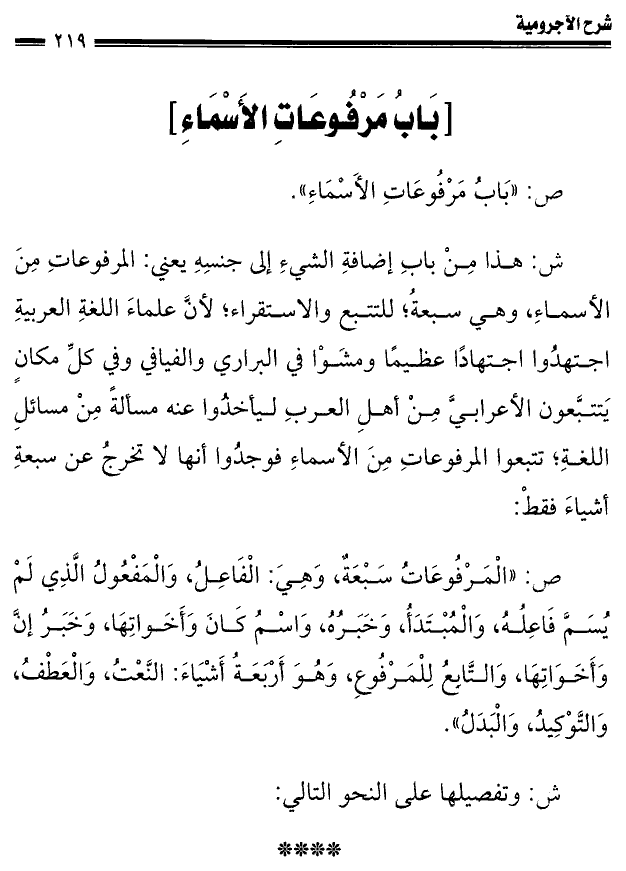 شرح الآجرومية
٢١٩
[بَابُ مَرْفُوعَاتِ الأَسْمَاءِ]
ص: «بَابُ مَرْفُوعَاتِ الأَسْمَاءِ».
ش: هذا مِنْ بابِ إضافةِ الشيءِ إلى جنسِهِ يعني: المرفوعاتِ مِنَ
الأسماءِ، وهي سبعةُ؛ للتتبع والاستقراء؛ لأنَّ علماءَ اللغةِ العربيةِ
اجتهدُوا اجتهادًا عظيمًا ومشَوْا في البراري والفيافي وفي كلِّ مكانٍ
يَتتبَّعون الأعرابيَّ مِنْ أهلِ العربِ ليأخذُوا عنه مسألةً مِنْ مسائلِ
اللغةِ؛ تتبعوا المرفوعاتِ مِنَ الأسماءِ فوجدُوا أنها لا تخرجُ عن سبعةِ
أشياءَ فقطْ:
ص: «الْمَرْفُوعَاتُ سَبْعَةٌ، وَهِيَ: الْفَاعِلُ، وَالْمَفْعُولُ الَّذِي لَمْ
يُسَمَّ فَاعِلُهُ، وَالْمُبْتَدَأُ، وَخَبَرُهُ، وَاسْمُ كَانَ وَأَخَوَاتِهَا، وَخَبَرُ إنَّ
وَأَخَوَاتِهَا، وَالتَّابِعُ لِلْمَرْفُوعِ، وَهُوَ أَرْبَعَةُ أَشْيَاءَ: النَّعْتُ، وَالْعَطْفُ،
وَالتَّوْكِيدُ، وَالْبَدَلُ».
ش: وتفصيلها على النحو التالي:
****